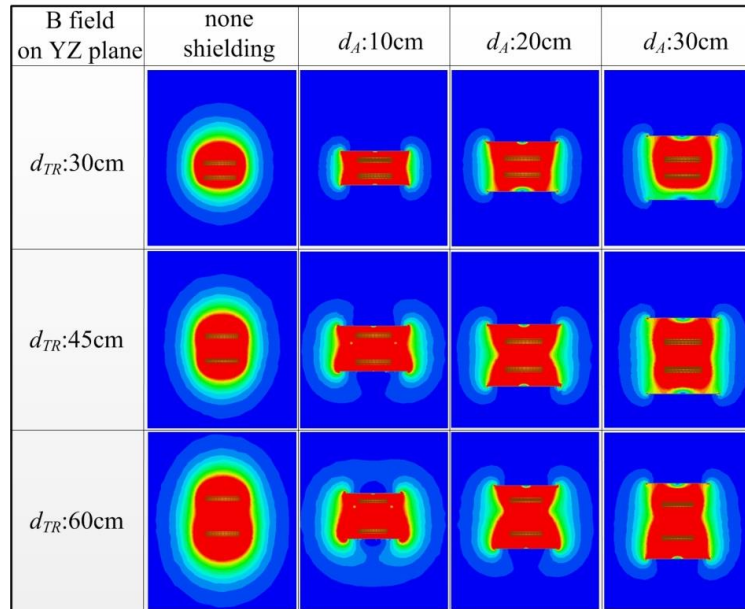 B field
on YZ plane
none
shielding
dA:10cm
dA:20cm
dA:30cm
dTR:30cm
dTR:45cm
dTR:60cm